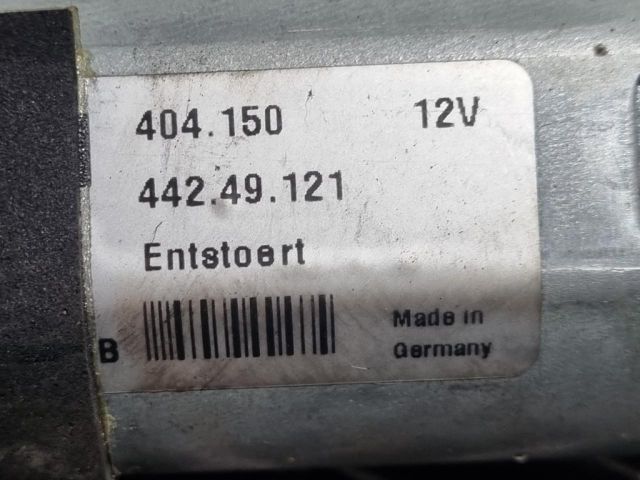 404.150 12V
442.49.121
Entstoert
B
Made in
Germany